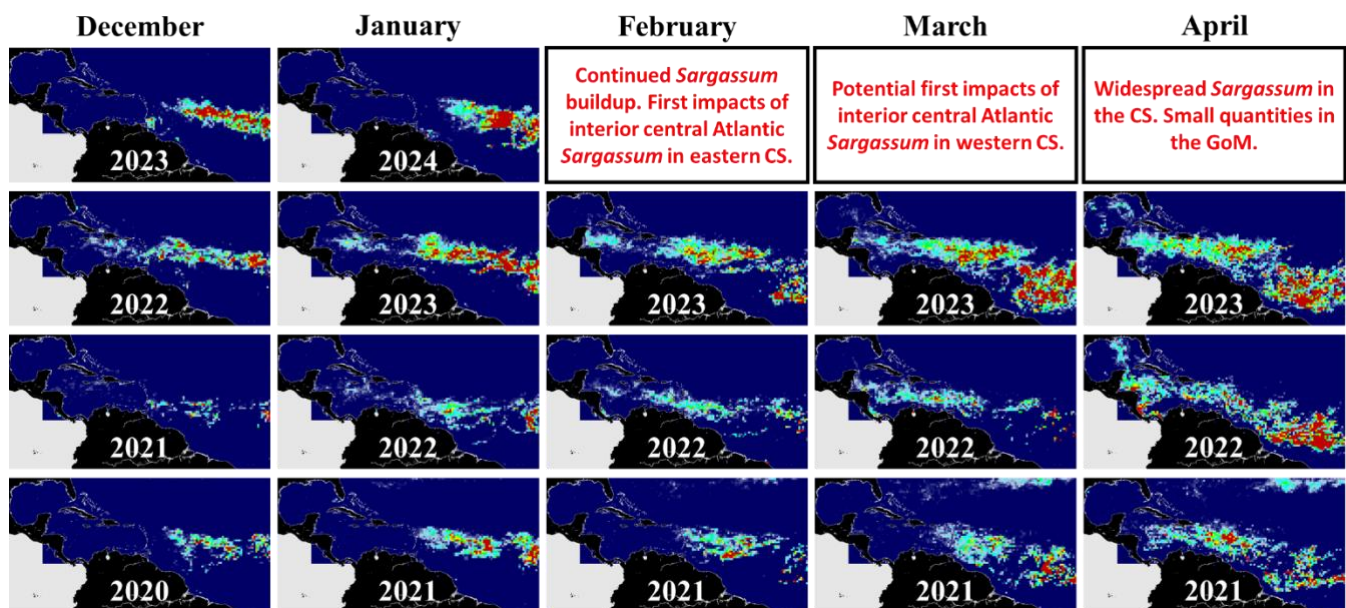 December January February March April
2023 2024
Continued Sargassum
buildup. First impacts of
interior central Atlantic
Sargassum in eastern CS.
Potential first impacts of
interior central Atlantic
Sargassum in western CS.
Widespread Sargassum in
the CS. Small quantities in
the GoM.
2022 2023 2023 2023 2023
2021 2022 2022 2022 2022
2020 2021 2021 2021 2021